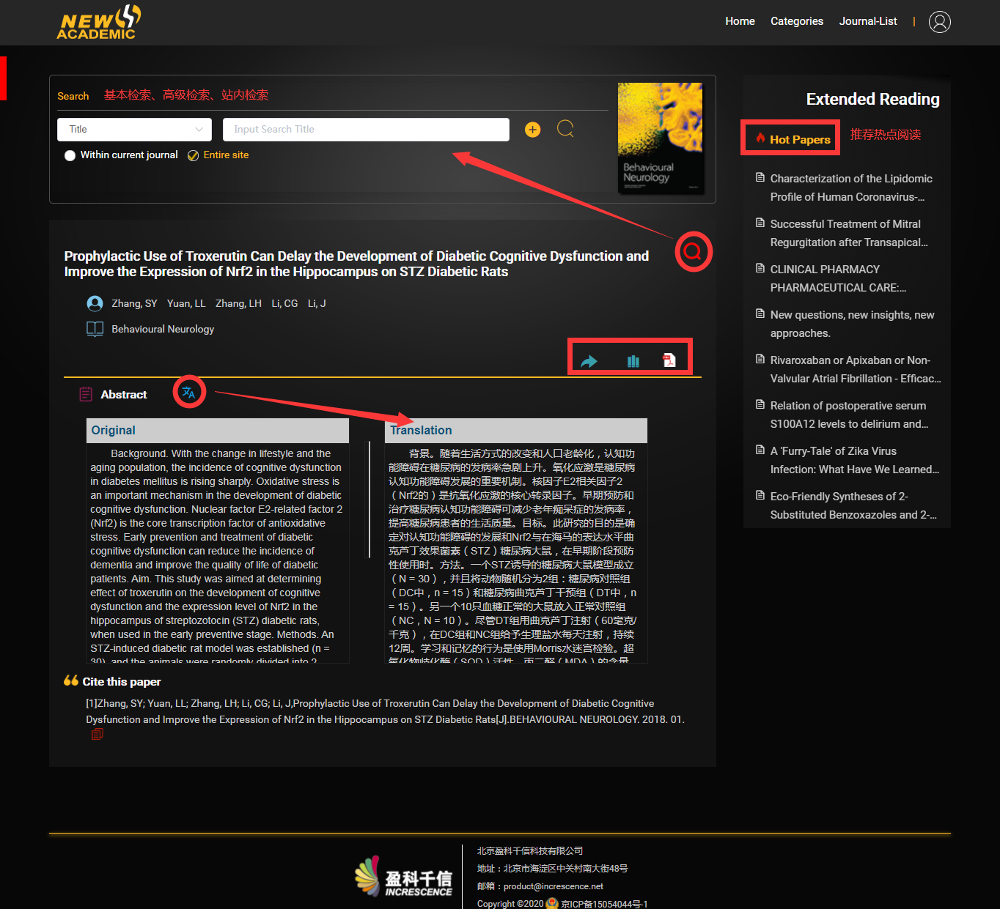 NEW
ACADEMIC
Home Categories Journal-List |
Search 基本检索、高级检索、站内检索
Title Input Search Title
Within current journal Entire site
Behavioural
Neurology
Extended Reading
Hot Papers 推荐热点阅读
Characterization of the Lipidomic
Profile of Human Coronavirus-...
Successful Treatment of Mitral
Regurgitation after Transapical...
CLINICAL PHARMACY
PHARMACEUTICAL CARE:...
New questions, new insights, new
approaches.
Rivaroxaban or Apixaban or Non-
Valvular Atrial Fibrillation - Efficac...
Relation of postoperative serum
S100A12 levels to delirium and...
A 'Furry-Tale' of Zika Virus
Infection: What Have We Learned...
Eco-Friendly Syntheses of 2-
Substituted Benzoxazoles and 2-...
Prophylactic Use of Troxerutin Can Delay the Development of Diabetic Cognitive Dysfunction and
Improve the Expression of Nrf2 in the Hippocampus on STZ Diabetic Rats
Zhang, SY Yuan, LL Zhang, LH Li, CG Li, J
Behavioural Neurology
Abstract
Original
Background. With the change in lifestyle and the
aging population, the incidence of cognitive dysfunction
in diabetes mellitus is rising sharply. Oxidative stress is
an important mechanism in the development of diabetic
cognitive dysfunction. Nuclear factor E2-related factor 2
(Nrf2) is the core transcription factor of antioxidative
stress. Early prevention and treatment of diabetic
cognitive dysfunction can reduce the incidence of
dementia and improve the quality of life of diabetic
patients. Aim. This study was aimed at determining
effect of troxerutin on the development of cognitive
dysfunction and the expression level of Nrf2 in the
hippocampus of streptozotocin (STZ) diabetic rats,
when used in the early preventive stage. Methods. An
STZ-induced diabetic rat model was established (n =
30), and the animals were randomly divided into 2
Translation
背景。随着生活方式的改变和人口老龄化，认知功
能障碍在糖尿病的发病率急剧上升。氧化应激是糖尿病
认知功能障碍发展的重要机制。核因子E2相关因子2
（Nrf2的）是抗氧化应激的核心转录因子。早期预防和
治疗糖尿病认知功能障碍可减少老年痴呆症的发病率，
提高糖尿病患者的生活质量。目标。此研究的目的是确
定对认知功能障碍的发展和Nrf2与在海马的表达水平曲
克芦丁效果菌素（STZ）糖尿病大鼠，在早期阶段预防
性使用时。方法。一个STZ诱导的糖尿病大鼠模型成立
（N = 30），并且将动物随机分为2组：糖尿病对照组
（DC中，n = 15）和糖尿病曲克芦丁干预组（DT中，n
= 15）。另一个10只血糖正常的大鼠放入正常对照组
（NC，N = 10）。尽管DT组用曲克芦丁注射（60毫克/
千克），在DC组和NC组给予生理盐水每天注射，持续
12周。学习和记忆的行为是使用Morris水迷宫检验。超
氧化物歧化酶（SOD）活性，丙二醛（MDA）的含量
Cite this paper
[1]Zhang, SY; Yuan, LL; Zhang, LH; Li, CG; Li, J,Prophylactic Use of Troxerutin Can Delay the Development of Diabetic Cognitive
Dysfunction and Improve the Expression of Nrf2 in the Hippocampus on STZ Diabetic Rats[J].BEHAVIOURAL NEUROLOGY. 2018. 01.
盈科千信
INCRESCENCE
北京盈科千信科技有限公司
地址：北京市海淀区中关村南大街48号
邮箱：product@increscence.net
Copyright ©2020 京ICP备15054044号-1